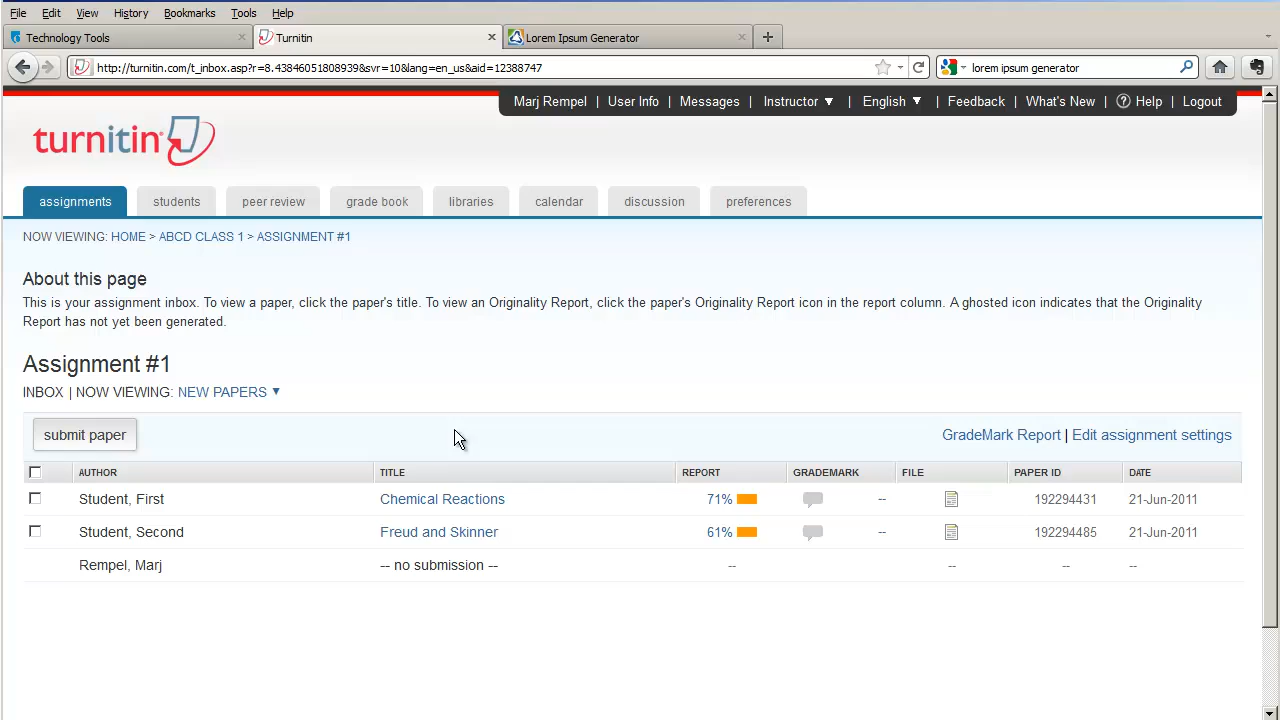 File Edit View History Bookmarks Tools Help
Technology Tools Turnitin Lorem Ipsum Generator
http://turnitin.com/t_inbox.asp?r=8.43846051808939&svr=10&lang=en_us&aid=12388747 lorem ipsum generator
Marj Rempel | User Info | Messages | Instructor | English | Feedback | What's New | Help | Logout
turnitin
assignments students peer review grade book libraries calendar discussion preferences
NOW VIEWING: HOME > ABCD CLASS 1 > ASSIGNMENT #1
About this page
This is your assignment inbox. To view a paper, click the paper's title. To view an Originality Report, click the paper's Originality Report icon in the report column. A ghosted icon indicates that the Originality
Report has not yet been generated.
Assignment #1
INBOX | NOW VIEWING: NEW PAPERS
submit paper GradeMark Report | Edit assignment settings
AUTHOR TITLE REPORT GRADEMARK FILE PAPER ID DATE
Student, First Chemical Reactions 71% -- 192294431 21-Jun-2011
Student, Second Freud and Skinner 61% -- 192294485 21-Jun-2011
Rempel, Marj -- no submission -- -- -- -- --